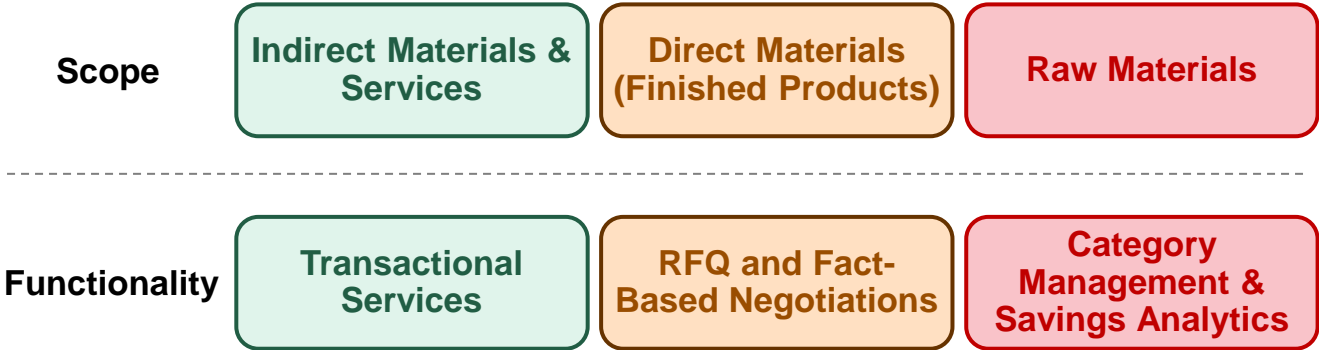 Scope
Indirect Materials &
Services
Direct Materials
(Finished Products)
Raw Materials
Functionality
Transactional
Services
RFQ and Fact-
Based Negotiations
Category
Management &
Savings Analytics